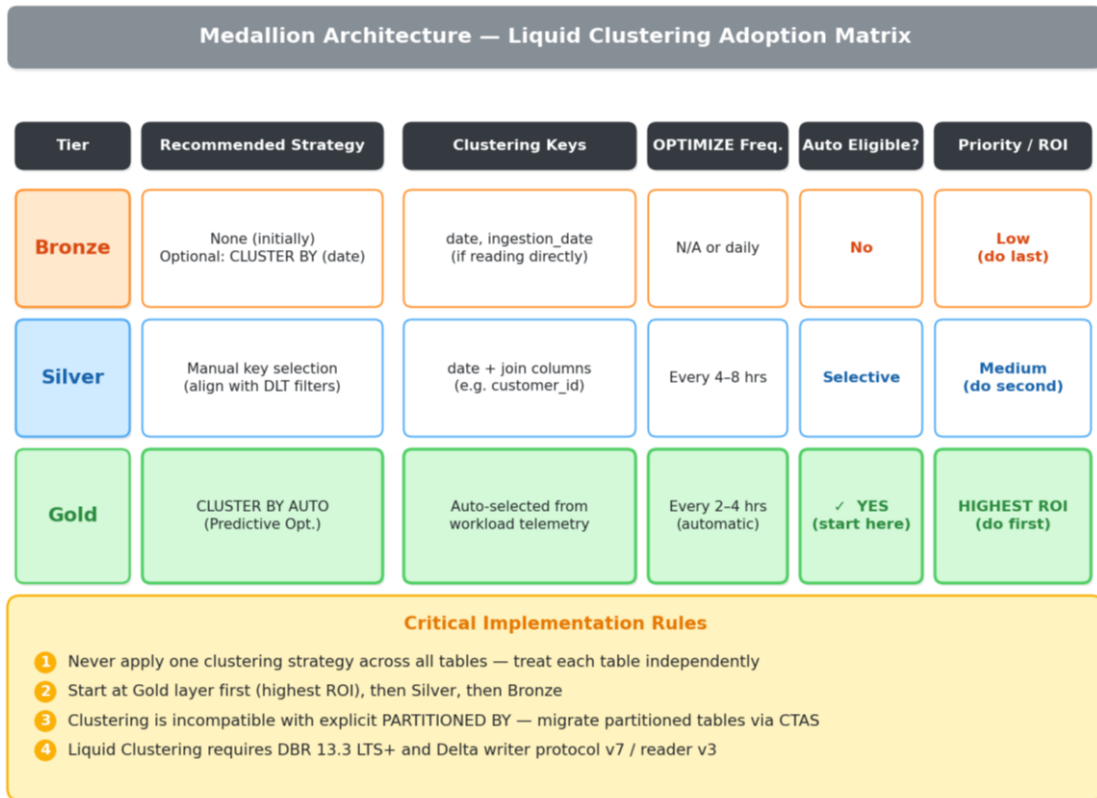 Medallion Architecture — Liquid Clustering Adoption Matrix
Tier
Recommended Strategy
Clustering Keys
OPTIMIZE Freq.
Auto Eligible?
Priority / ROI
Bronze
None (initially)
Optional: CLUSTER BY (date)
date, ingestion_date
(if reading directly)
N/A or daily
No
Low
(do last)
Silver
Manual key selection
(align with DLT filters)
date + join columns
(e.g. customer_id)
Every 4–8 hrs
Selective
Medium
(do second)
Gold
CLUSTER BY AUTO
(Predictive Opt.)
Auto-selected from
workload telemetry
Every 2–4 hrs
(automatic)
✓ YES
(start here)
HIGHEST ROI
(do first)
Critical Implementation Rules
1 Never apply one clustering strategy across all tables — treat each table independently
2 Start at Gold layer first (highest ROI), then Silver, then Bronze
3 Clustering is incompatible with explicit PARTITIONED BY — migrate partitioned tables via CTAS
4 Liquid Clustering requires DBR 13.3 LTS+ and Delta writer protocol v7 / reader v3